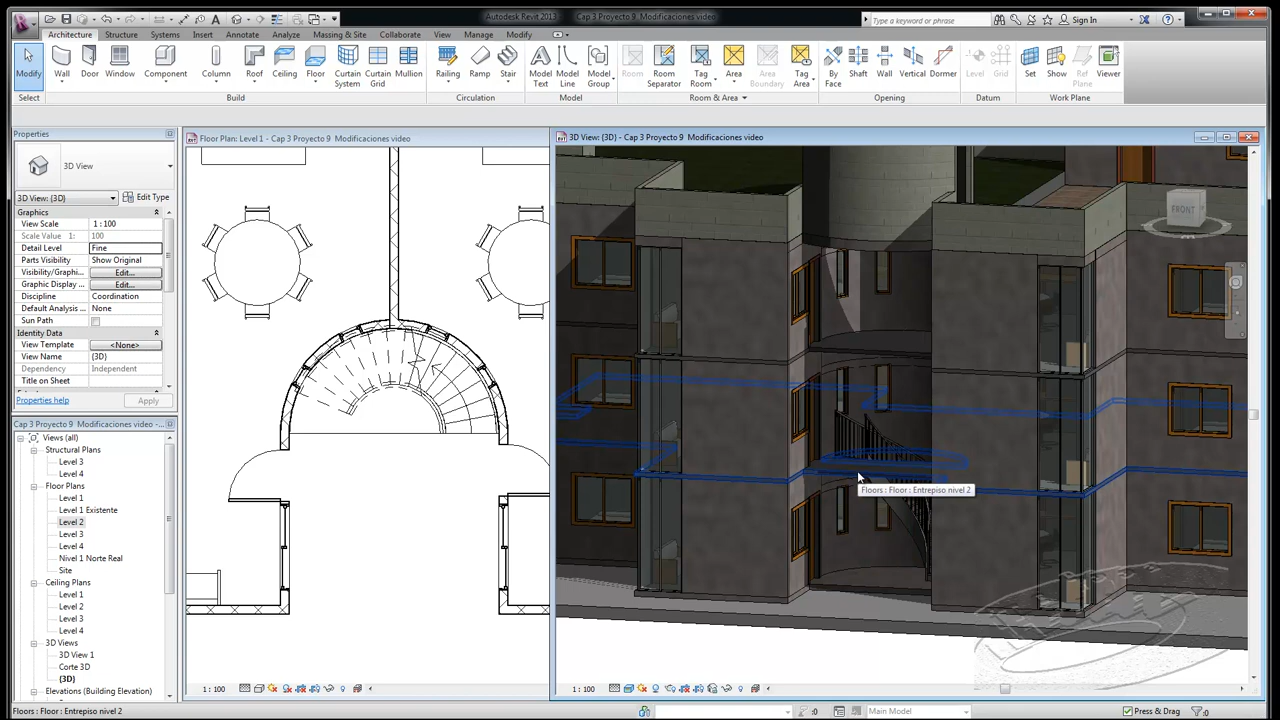 Autodesk Revit 2013 - Cap 3 Proyecto 9 Modificaciones video
Type a keyword or phrase
Sign In
Architecture Structure Systems Insert Annotate Analyze Massing & Site Collaborate View Manage Modify
Modify Wall Door Window Component Column Roof Ceiling Floor Curtain System Curtain Grid Mullion Railing Ramp Stair Model Text Model Line Model Group Room Room Separator Tag Room Area Area Boundary Tag Area By Face Shaft Wall Vertical Dormer Level Grid Set Show Ref Plane Viewer
Select Build Circulation Model Room & Area Opening Datum Work Plane
Properties
3D View
3D View: {3D} Edit Type
Graphics
View Scale 1 : 100
Scale Value 1: 100
Detail Level Fine
Parts Visibility Show Original
Visibility/Graphi... Edit...
Graphic Display ... Edit...
Discipline Coordination
Default Analysis ... None
Sun Path
Identity Data
View Template <None>
View Name {3D}
Dependency Independent
Title on Sheet
Properties help Apply
Cap 3 Proyecto 9 Modificaciones video -...
Views (all)
Structural Plans
Level 3
Level 4
Floor Plans
Level 1
Level 1 Existente
Level 2
Level 3
Level 4
Nivel 1 Norte Real
Site
Ceiling Plans
Level 1
Level 2
Level 3
Level 4
3D Views
3D View 1
Corte 3D
{3D}
Elevations (Building Elevation)
Floor Plan: Level 1 - Cap 3 Proyecto 9 Modificaciones video
1 : 100
3D View: {3D} - Cap 3 Proyecto 9 Modificaciones video
FRONT
Floors : Floor : Entrepiso nivel 2
1 : 100
Floors : Floor : Entrepiso nivel 2
:0
Main Model
Press & Drag
:0